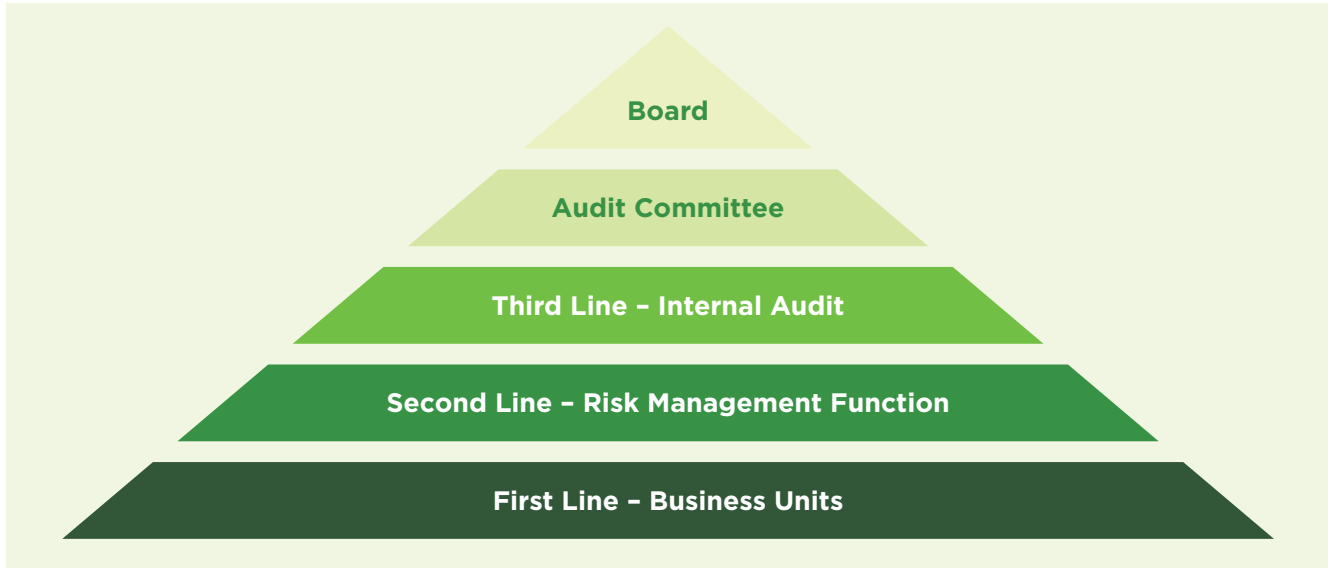 Board
Audit Committee
Third Line – Internal Audit
Second Line – Risk Management Function
First Line – Business Units